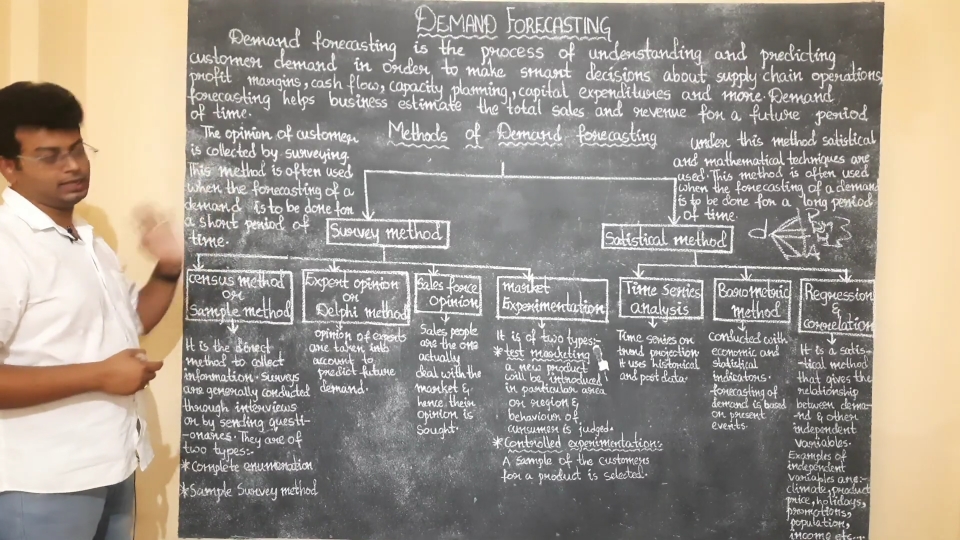 DEMAND FORECASTING
Demand forecasting is the process of understanding and predicting
customer demand in order to make smart decisions about supply chain operations,
profit margins, cash flow, capacity planning, capital expenditures and more. Demand
forecasting helps business estimate the total sales and revenue for a future period
of time.
Methods of Demand forecasting
The opinion of customer
is collected by surveying.
This method is often used
when the forecasting of a
demand is to be done for
a short period of
time.
under this method satistical
and mathematical techniques are
used. This method is often used
when the forecasting of a demand
is to be done for a long period
of time.
Survey method
Satistical method
census method
or
Sample method
It is the direct
method to collect
information. Surveys
are generally conducted
through interviews
or by sending questi-
-onaries. They are of
two types:-
*Complete enumeration
*Sample Survey method
Expert opinion
or
Delphi method
opinion of experts
are taken into
account to
predict future
demand.
Sales force
opinion
Sales people
are the one
actually
deal with the
market &
hence their
opinion is
sought.
market
Experimentation
It is of two types:-
*test marketing
a new product
will be introduced
in particular area
or region &
behaviour of
cunsumer is judged.
*Controlled experimentation:-
A sample of the customers
for a product is selected.
Time series
analysis
Time series or
trend projection
it uses historical
and past data.
Barometric
method
Conducted with
economic and
statistical
indicators.
forecasting of
demand is based
on present
events.
Regression
&
Correlation
It is a satis-
-tical method
that gives the
relationship
between dema-
-nd & other
independent
variables.
Examples of
independent
variables are:-
climate, product
price, holidays,
promotions,
population,
income etc....